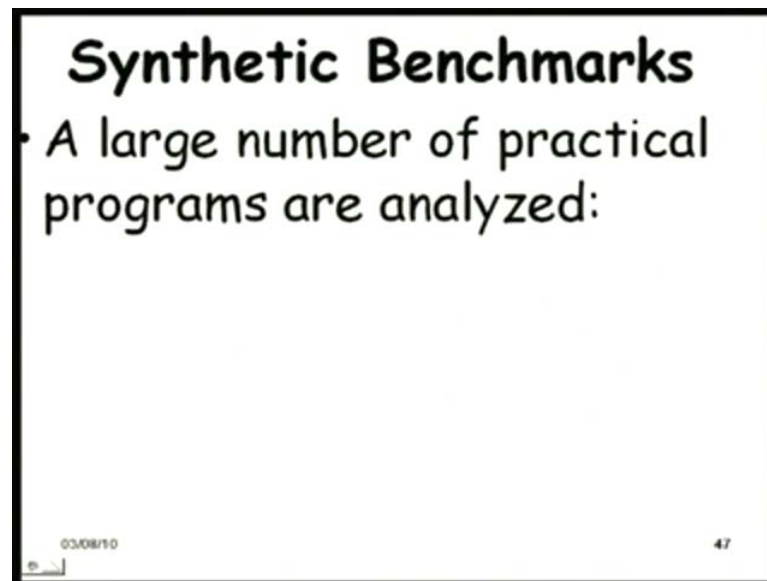 Synthetic Benchmarks
• A large number of practical
programs are analyzed:
03/08/10
47